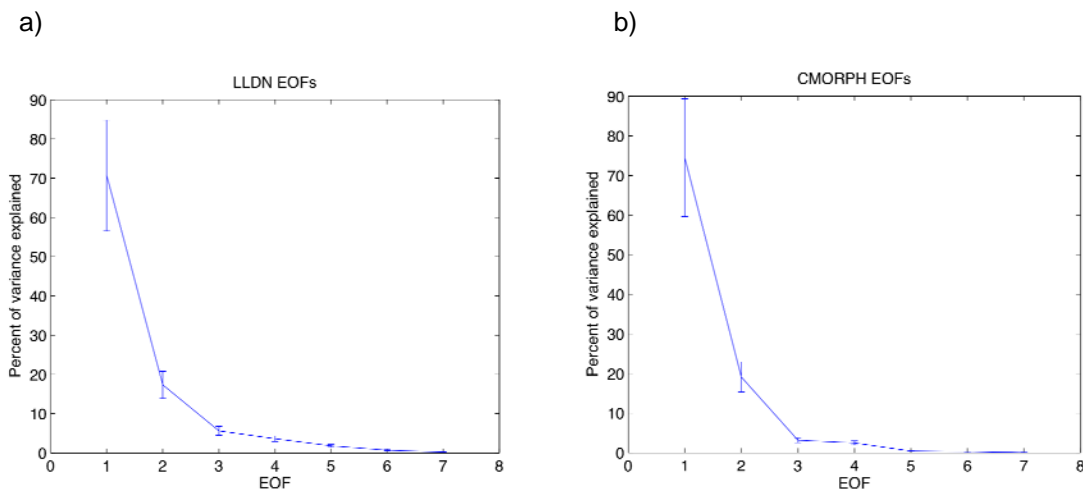 a)
LLDN EOFs
Percent of variance explained
90
80
70
60
50
40
30
20
10
0
0 1 2 3 4 5 6 7 8
EOF
b)
CMORPH EOFs
Percent of variance explained
90
80
70
60
50
40
30
20
10
0
0 1 2 3 4 5 6 7 8
EOF